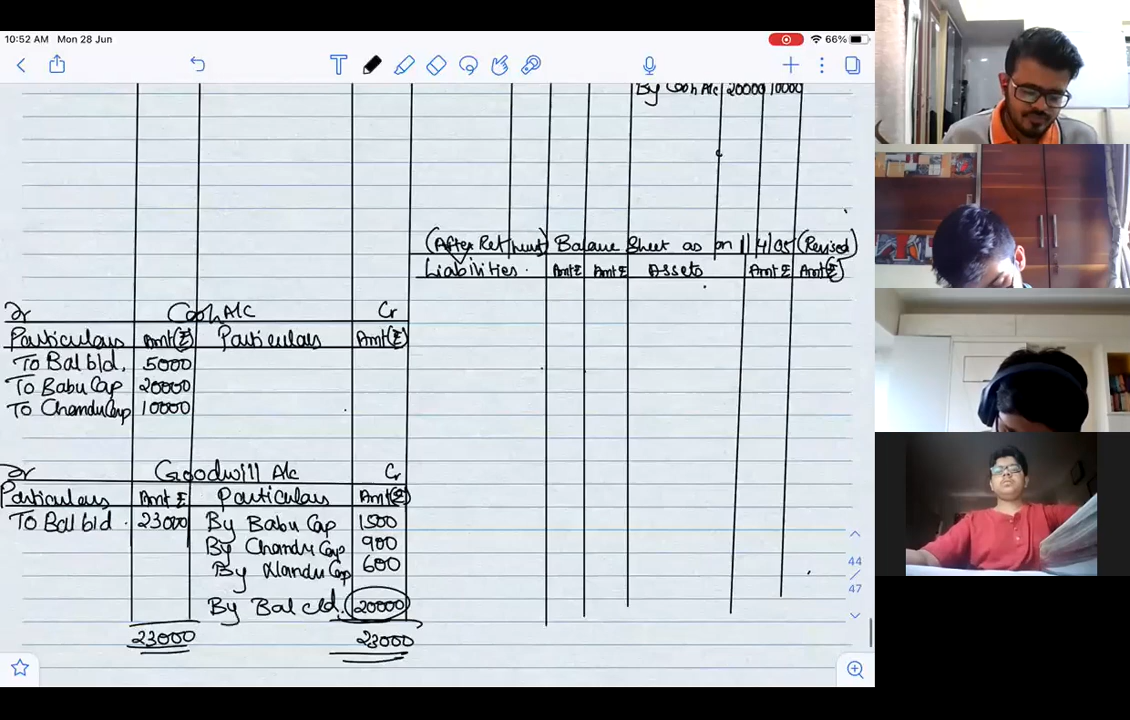 10:52 AM Mon 28 Jun
66%
By Cash A/c 20000 10000
Balance Sheet as on 1/4/05 (Revised)
Liabilities. Amt ₹ Amt ₹ Assets Amt ₹ Amt ₹
Dr Cash A/c Cr
Particulars Amt(₹) Particulars Amt(₹)
To Bal b/d. 5000
To Babu Cap 20000
To Chandu Cap 10000
Dr Goodwill A/c Cr
Particulars Amt ₹ Particulars Amt(₹)
To Bal b/d 23000 By Babu Cap 1500
By Chandu Cap 900
By Nandu Cap 600
By Bal c/d. 20000
23000 23000
44
/
47